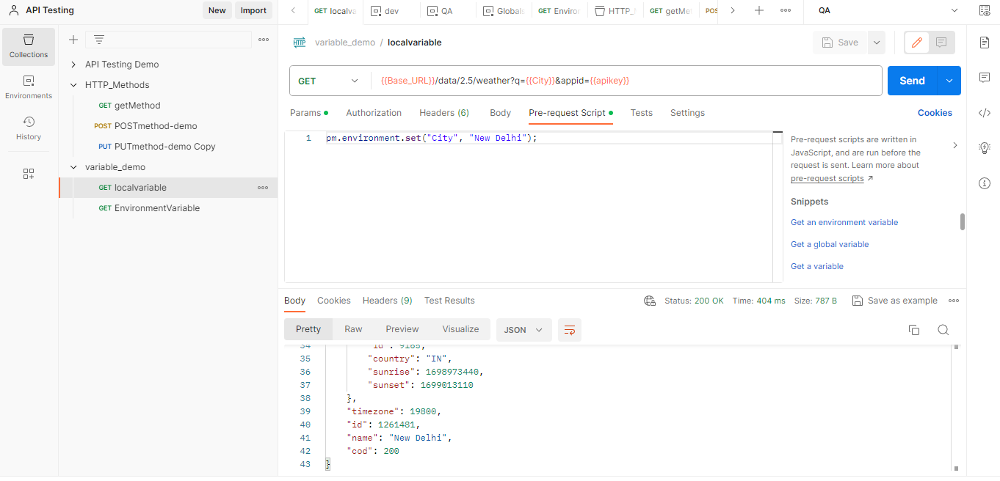 API Testing
New
Import
GET localva
dev
QA
Globals
GET Enviror
HTTP_
GET getMet
POS
QA
Collections
Environments
History
API Testing Demo
HTTP_Methods
GET getMethod
POST POSTmethod-demo
PUT PUTmethod-demo Copy
variable_demo
GET localvariable
GET EnvironmentVariable
HTTP variable_demo / localvariable
Save
GET
{{Base_URL}}/data/2.5/weather?q={{City}}&appid={{apikey}}
Send
Params
Authorization
Headers (6)
Body
Pre-request Script
Tests
Settings
Cookies
1 pm.environment.set("City", "New Delhi");
Pre-request scripts are written in
JavaScript, and are run before the
request is sent. Learn more about
pre-request scripts
Snippets
Get an environment variable
Get a global variable
Get a variable
Body
Cookies
Headers (9)
Test Results
Status: 200 OK
Time: 404 ms
Size: 787 B
Save as example
Pretty
Raw
Preview
Visualize
JSON
34 "id": 9165,
35 "country": "IN",
36 "sunrise": 1698973440,
37 "sunset": 1699013110
38 },
39 "timezone": 19800,
40 "id": 1261481,
41 "name": "New Delhi",
42 "cod": 200
43 }